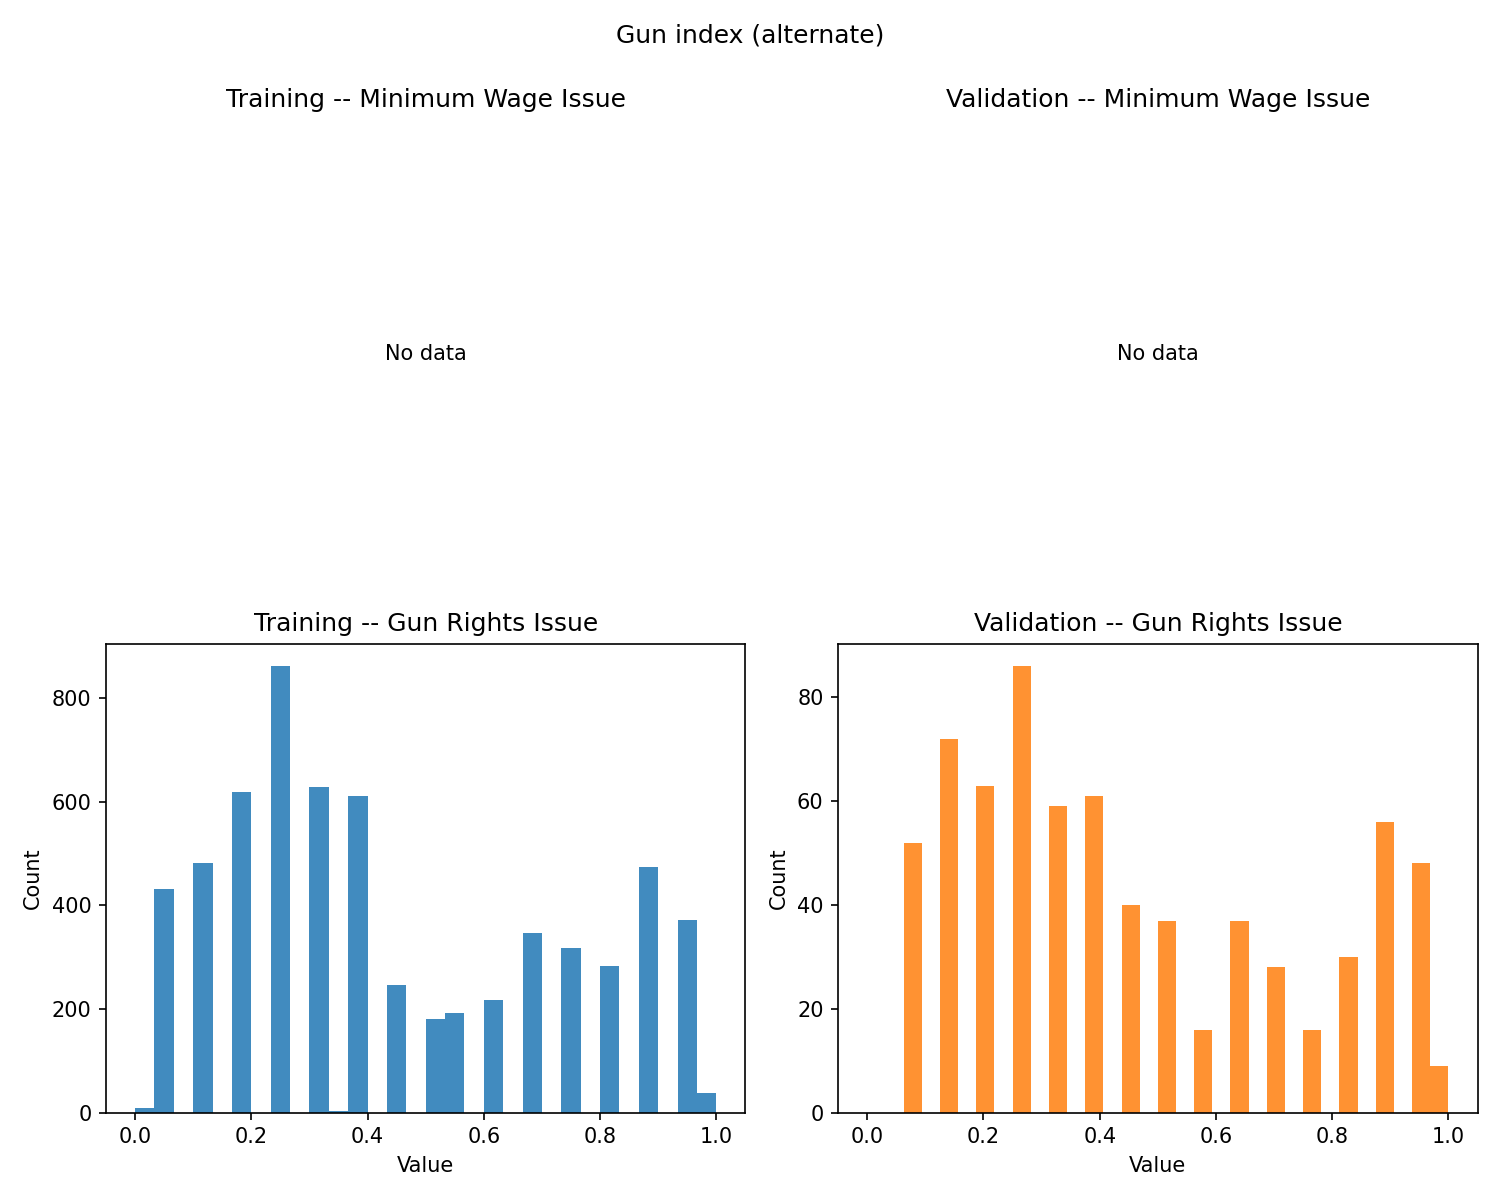 Gun index (alternate)
Training -- Minimum Wage Issue
Validation -- Minimum Wage Issue
No data
No data
Training -- Gun Rights Issue
Validation -- Gun Rights Issue
Count
800
600
400
200
0
0.0 0.2 0.4 0.6 0.8 1.0
Value
Count
80
60
40
20
0
0.0 0.2 0.4 0.6 0.8 1.0
Value